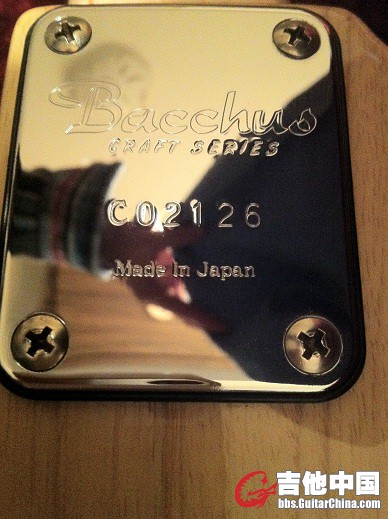 Bacchus
CRAFT SERIES
C02126
Made In Japan
吉他中国
bbs.GuitarChina.com